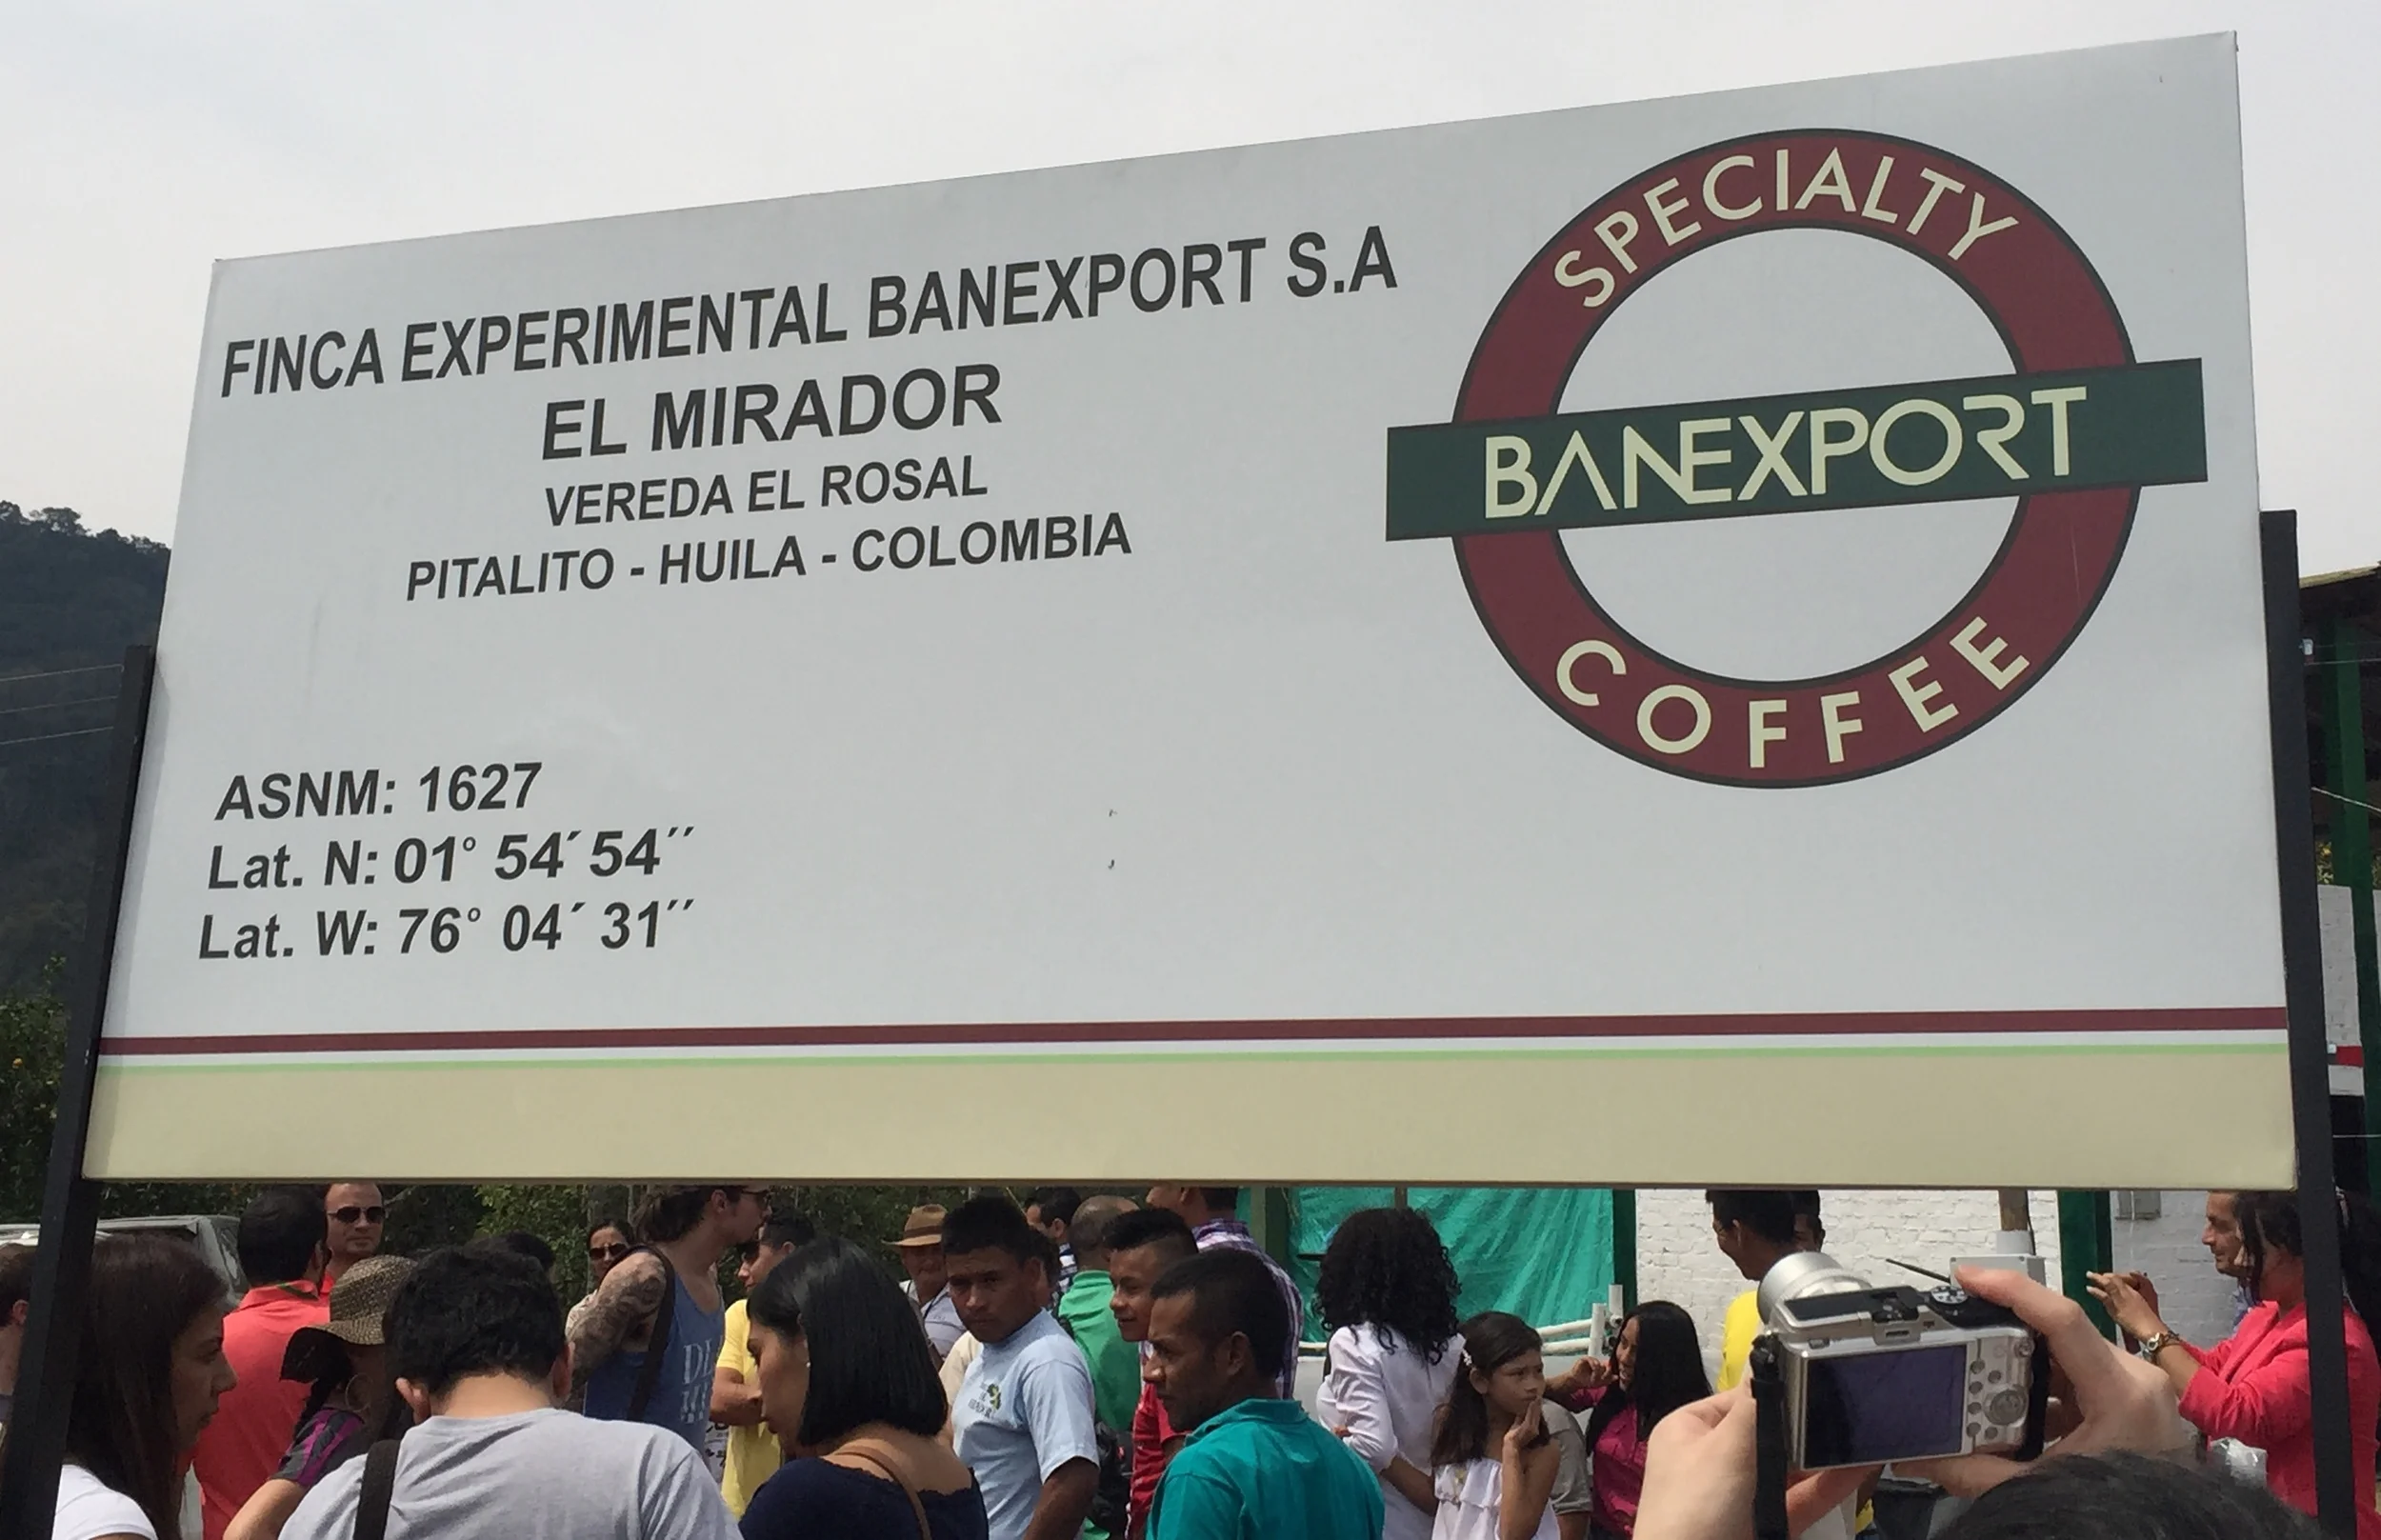 FINCA EXPERIMENTAL BANEXPORT S.A
EL MIRADOR
VEREDA EL ROSAL
PITALITO - HUILA - COLOMBIA
SPECIALTY
BANEXPORT
COFFEE
ASNM: 1627
Lat. N: 01° 54´ 54´´
Lat. W: 76° 04´ 31´´